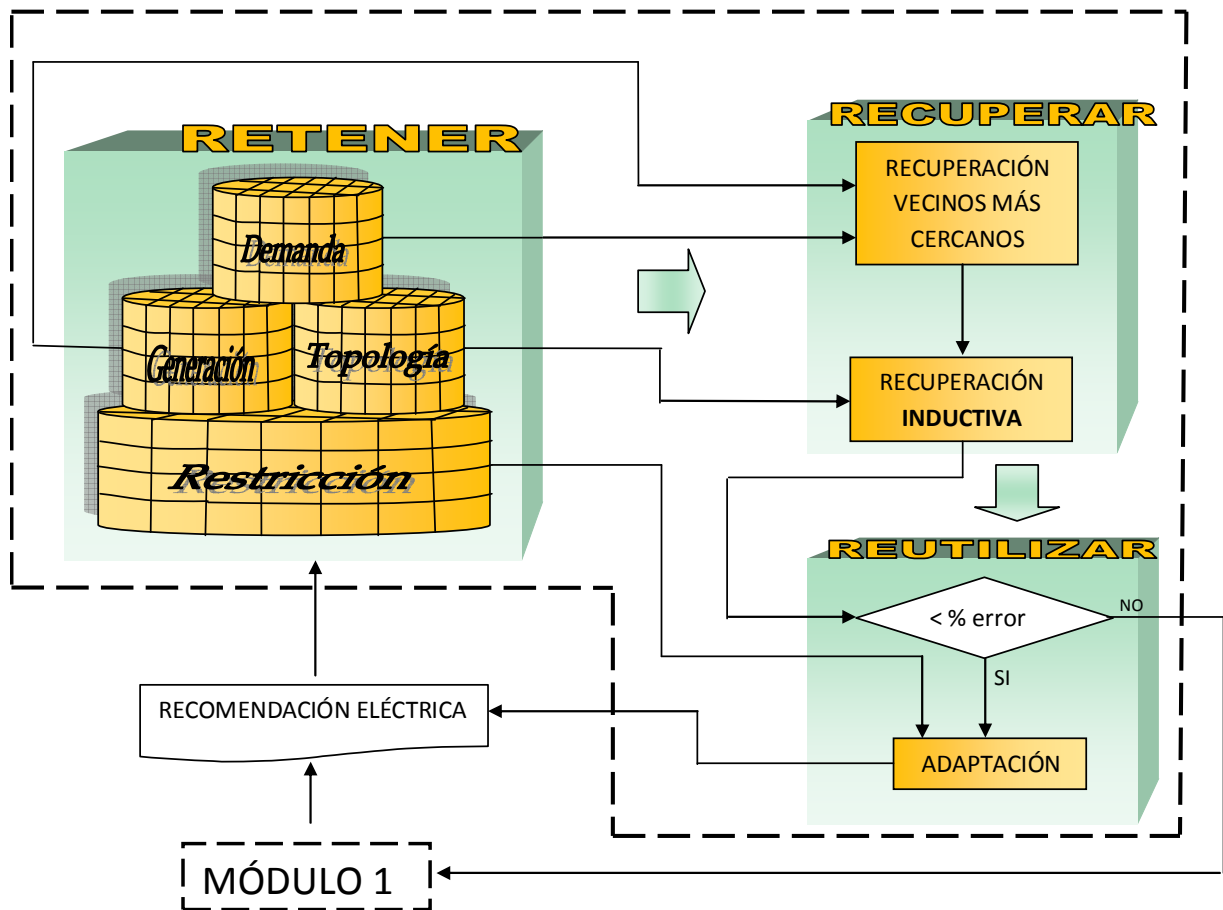 RETENER
Demanda
Generación
Topología
Restricción
RECUPERAR
RECUPERACIÓN
VECINOS MÁS
CERCANOS
RECUPERACIÓN
INDUCTIVA
REUTILIZAR
< % error
NO
SI
ADAPTACIÓN
RECOMENDACIÓN ELÉCTRICA
MÓDULO 1